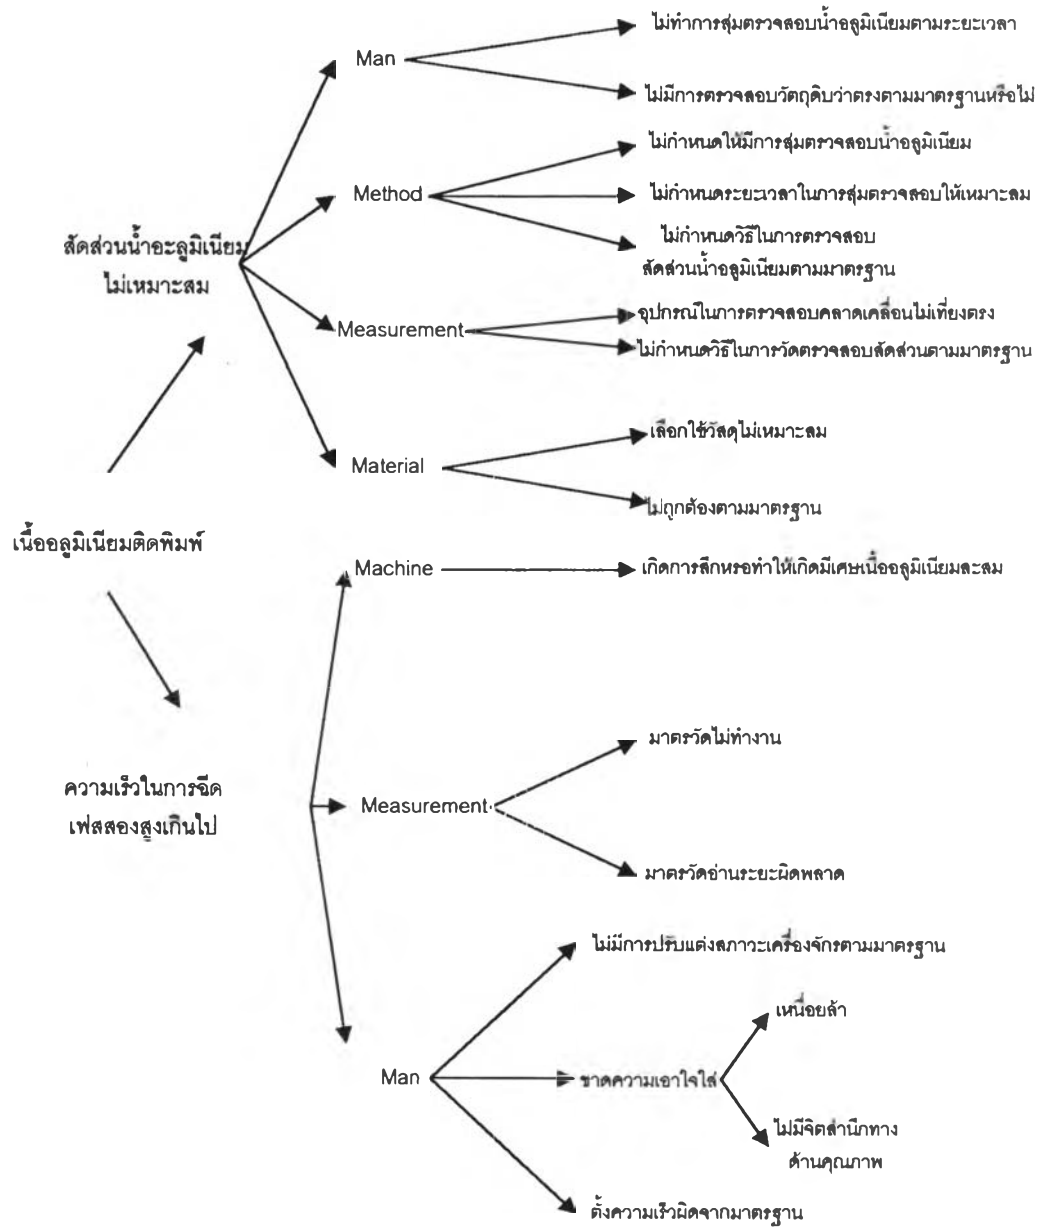 ไม่ทำการสุ่มตรวจสอบน้ำอลูมิเนียมตามระยะเวลา
Man
ไม่มีการตรวจสอบวัตถุดิบว่าตรงตามมาตรฐานหรือไม่
ไม่กำหนดให้มีการสุ่มตรวจสอบน้ำอลูมิเนียม
Method
ไม่กำหนดระยะเวลาในการสุ่มตรวจสอบให้เหมาะสม
ไม่กำหนดวิธีในการตรวจสอบ
สัดส่วนน้ำอลูมิเนียมตามมาตรฐาน
สัดส่วนน้ำอะลูมิเนียม
ไม่เหมาะสม
อุปกรณ์ในการตรวจสอบคลาดเคลื่อนไม่เที่ยงตรง
Measurement
ไม่กำหนดวิธีในการวัดตรวจสอบสัดส่วนตามมาตรฐาน
เลือกใช้วัสดุไม่เหมาะสม
Material
ไม่ถูกต้องตามมาตรฐาน
เนื้ออลูมิเนียมติดพิมพ์
Machine
เกิดการสึกหรอทำให้เกิดมีเศษเนื้ออลูมิเนียมสะสม
มาตรวัดไม่ทำงาน
ความเร็วในการฉีด
เฟสสองสูงเกินไป
Measurement
มาตรวัดอ่านระยะผิดพลาด
ไม่มีการปรับแต่งสภาวะเครื่องจักรตามมาตรฐาน
เหนื่อยล้า
Man
ขาดความเอาใจใส่
ไม่มีจิตสำนึกทาง
ด้านคุณภาพ
ตั้งความเร็วผิดจากมาตรฐาน